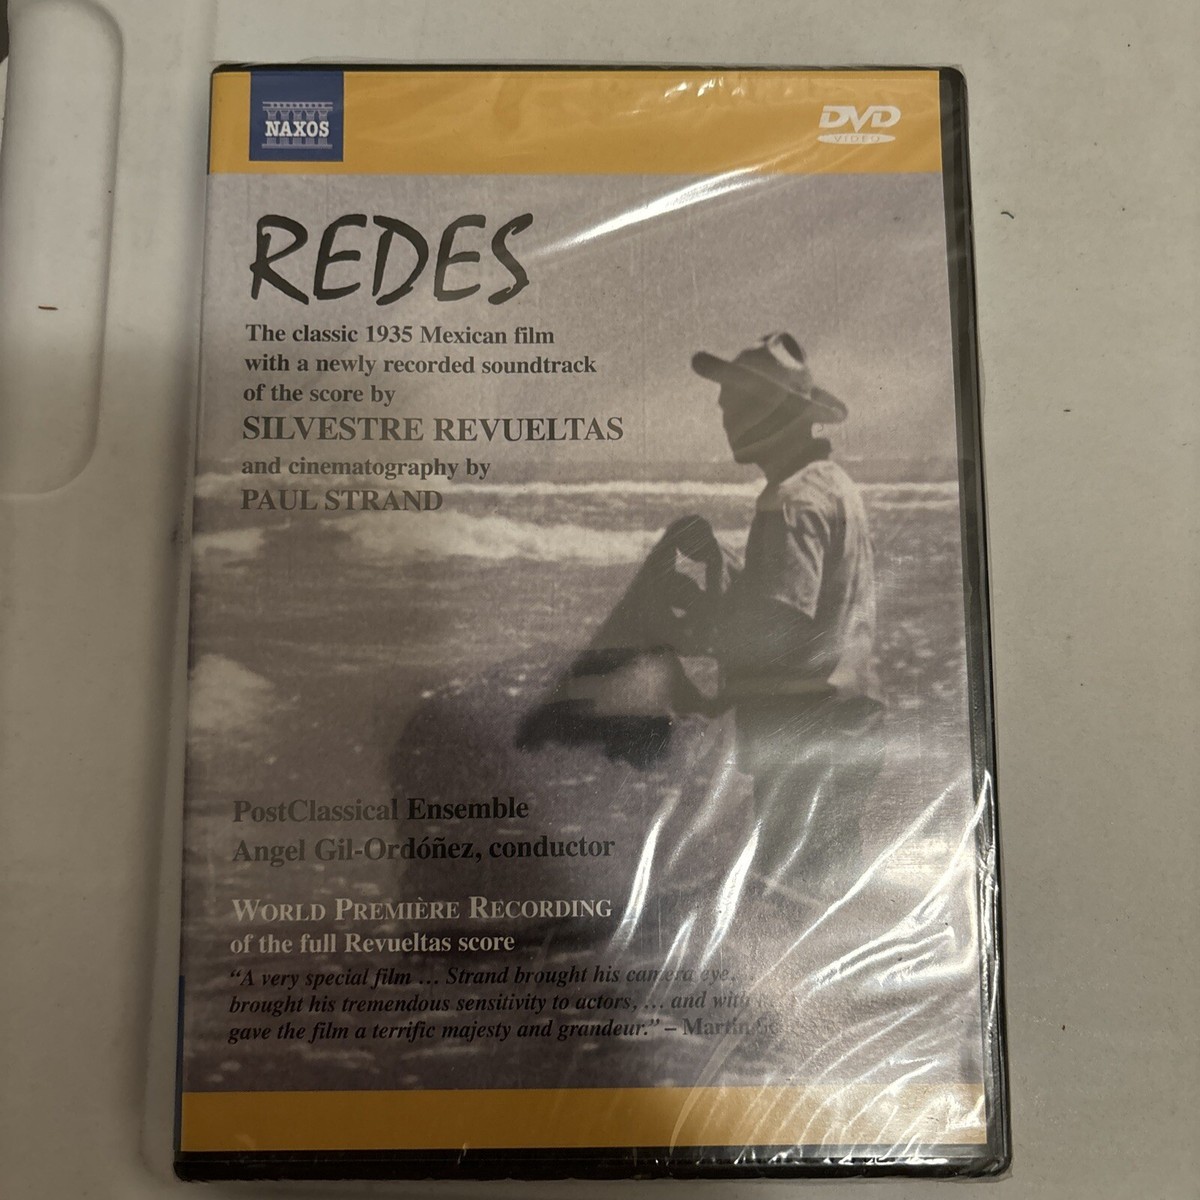 NAXOS
DVD
VIDEO
REDES
The classic 1935 Mexican film
with a newly recorded soundtrack
of the score by
SILVESTRE REVUELTAS
and cinematography by
PAUL STRAND
PostClassical Ensemble
Angel Gil-Ordóñez, conductor
WORLD PREMIÈRE RECORDING
of the full Revueltas score
“A very special film … Strand brought his camera eye, …
brought his tremendous sensitivity to actors, … and with
gave the film a terrific majesty and grandeur.” – Martin